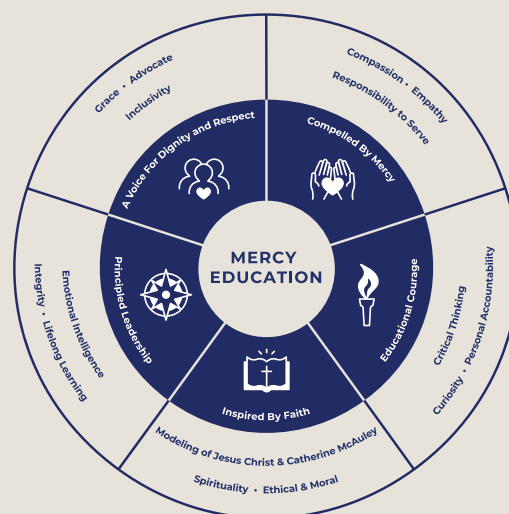 MERCY
EDUCATION
A Voice For Dignity and Respect
Grace • Advocate
Inclusivity
Compelled By Mercy
Compassion • Empathy
Responsibility to Serve
Educational Courage
Critical Thinking
Curiosity • Personal Accountability
Inspired By Faith
Modeling of Jesus Christ & Catherine McAuley
Spirituality • Ethical & Moral
Principled Leadership
Emotional Intelligence
Integrity • Lifelong Learning